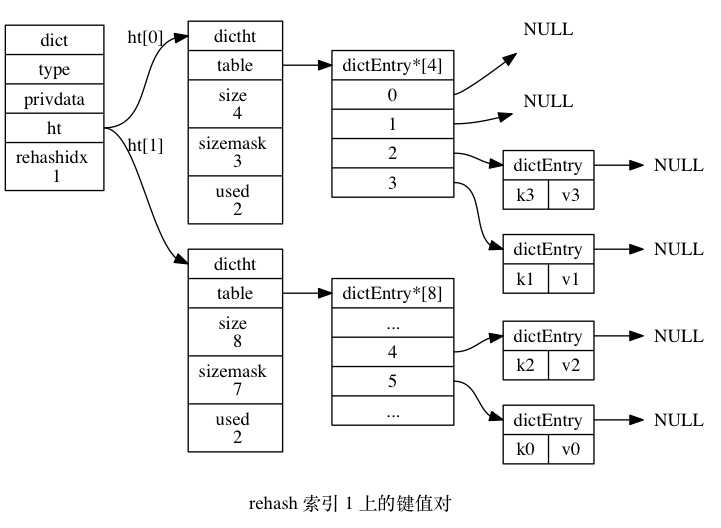 dict
type
privdata
ht
rehashidx
1
ht[0]
ht[1]
dictht
table
size
4
sizemask
3
used
2
dictEntry*[4]
0
1
2
3
NULL
NULL
dictEntry
k3 v3
NULL
dictEntry
k1 v1
NULL
dictht
table
size
8
sizemask
7
used
2
dictEntry*[8]
...
4
5
...
dictEntry
k2 v2
NULL
dictEntry
k0 v0
NULL
rehash 索引 1 上的键值对